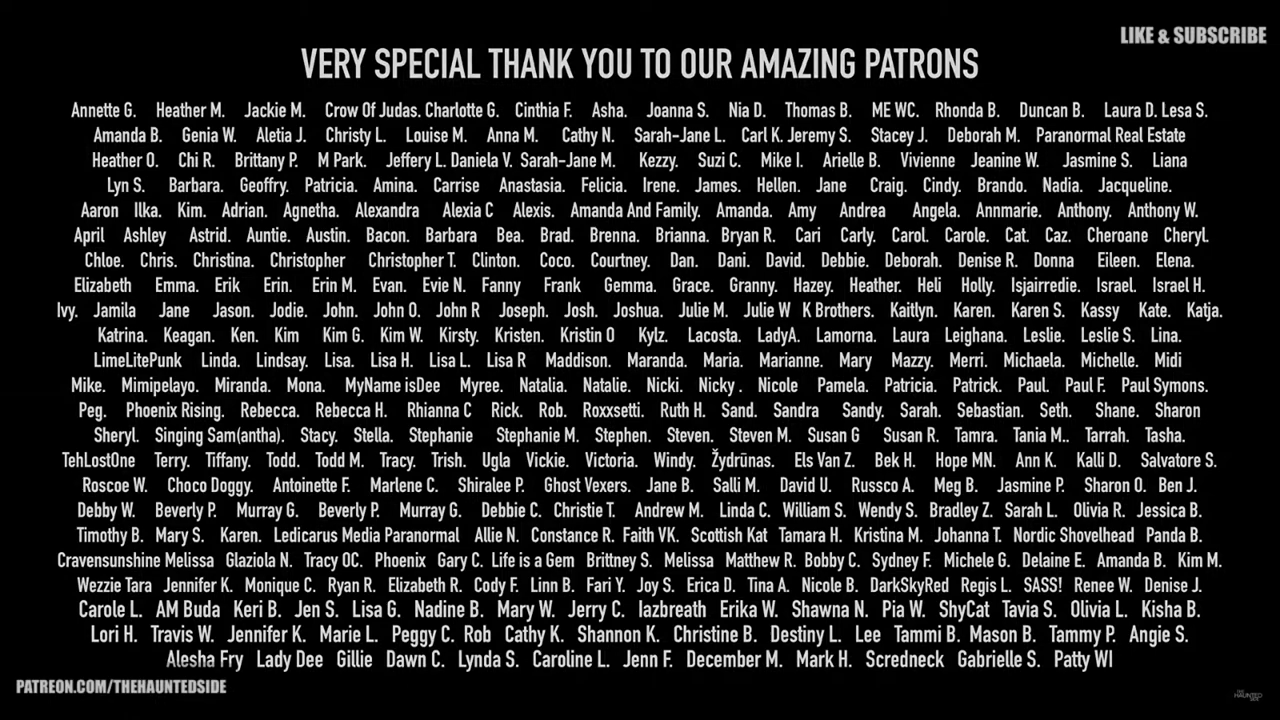 LIKE & SUBSCRIBE
VERY SPECIAL THANK YOU TO OUR AMAZING PATRONS
Annette G. Heather M. Jackie M. Crow Of Judas. Charlotte G. Cinthia F. Asha. Joanna S. Nia D. Thomas B. ME WC. Rhonda B. Duncan B. Laura D. Lesa S.
Amanda B. Genia W. Aletia J. Christy L. Louise M. Anna M. Cathy N. Sarah-Jane L. Carl K. Jeremy S. Stacey J. Deborah M. Paranormal Real Estate
Heather O. Chi R. Brittany P. M Park. Jeffery L. Daniela V. Sarah-Jane M. Kezzy. Suzi C. Mike I. Arielle B. Vivienne Jeanine W. Jasmine S. Liana
Lyn S. Barbara. Geoffry. Patricia. Amina. Carrise Anastasia. Felicia. Irene. James. Hellen. Jane Craig. Cindy. Brando. Nadia. Jacqueline.
Aaron Ilka. Kim. Adrian. Agnetha. Alexandra Alexia C Alexis. Amanda And Family. Amanda. Amy Andrea Angela. Annmarie. Anthony. Anthony W.
April Ashley Astrid. Auntie. Austin. Bacon. Barbara Bea. Brad. Brenna. Brianna. Bryan R. Cari Carly. Carol. Carole. Cat. Caz. Cheroane Cheryl.
Chloe. Chris. Christina. Christopher Christopher T. Clinton. Coco. Courtney. Dan. Dani. David. Debbie. Deborah. Denise R. Donna Eileen. Elena.
Elizabeth Emma. Erik Erin. Erin M. Evan. Evie N. Fanny Frank Gemma. Grace. Granny. Hazey. Heather. Heli Holly. Isjairredie. Israel. Israel H.
Ivy. Jamila Jane Jason. Jodie. John. John O. John R Joseph. Josh. Joshua. Julie M. Julie W K Brothers. Kaitlyn. Karen. Karen S. Kassy Kate. Katja.
Katrina. Keagan. Ken. Kim Kim G. Kim W. Kirsty. Kristen. Kristin O Kylz. Lacosta. LadyA. Lamorna. Laura Leighana. Leslie. Leslie S. Lina.
LimeLitePunk Linda. Lindsay. Lisa. Lisa H. Lisa L. Lisa R Maddison. Maranda. Maria. Marianne. Mary Mazzy. Merri. Michaela. Michelle. Midi
Mike. Mimipelayo. Miranda. Mona. MyName isDee Myree. Natalia. Natalie. Nicki. Nicky . Nicole Pamela. Patricia. Patrick. Paul. Paul F. Paul Symons.
Peg. Phoenix Rising. Rebecca. Rebecca H. Rhianna C Rick. Rob. Roxxsetti. Ruth H. Sand. Sandra Sandy. Sarah. Sebastian. Seth. Shane. Sharon
Sheryl. Singing Sam(antha). Stacy. Stella. Stephanie Stephanie M. Stephen. Steven. Steven M. Susan G Susan R. Tamra. Tania M.. Tarrah. Tasha.
TehLostOne Terry. Tiffany. Todd. Todd M. Tracy. Trish. Ugla Vickie. Victoria. Windy. Žydrūnas. Els Van Z. Bek H. Hope MN. Ann K. Kalli D. Salvatore S.
Roscoe W. Choco Doggy. Antoinette F. Marlene C. Shiralee P. Ghost Vexers. Jane B. Salli M. David U. Russco A. Meg B. Jasmine P. Sharon O. Ben J.
Debby W. Beverly P. Murray G. Beverly P. Murray G. Debbie C. Christie T. Andrew M. Linda C. William S. Wendy S. Bradley Z. Sarah L. Olivia R. Jessica B.
Timothy B. Mary S. Karen. Ledicarus Media Paranormal Allie N. Constance R. Faith VK. Scottish Kat Tamara H. Kristina M. Johanna T. Nordic Shovelhead Panda B.
Cravensunshine Melissa Glaziola N. Tracy OC. Phoenix Gary C. Life is a Gem Brittney S. Melissa Matthew R. Bobby C. Sydney F. Michele G. Delaine E. Amanda B. Kim M.
Wezzie Tara Jennifer K. Monique C. Ryan R. Elizabeth R. Cody F. Linn B. Fari Y. Joy S. Erica D. Tina A. Nicole B. DarkSkyRed Regis L. SASS! Renee W. Denise J.
Carole L. AM Buda Keri B. Jen S. Lisa G. Nadine B. Mary W. Jerry C. Iazbreath Erika W. Shawna N. Pia W. ShyCat Tavia S. Olivia L. Kisha B.
Lori H. Travis W. Jennifer K. Marie L. Peggy C. Rob Cathy K. Shannon K. Christine B. Destiny L. Lee Tammi B. Mason B. Tammy P. Angie S.
Alesha Fry Lady Dee Gillie Dawn C. Lynda S. Caroline L. Jenn F. December M. Mark H. Scredneck Gabrielle S. Patty WI
PATREON.COM/THEHAUNTEDSIDE
THE
HAUNTED
SIDE